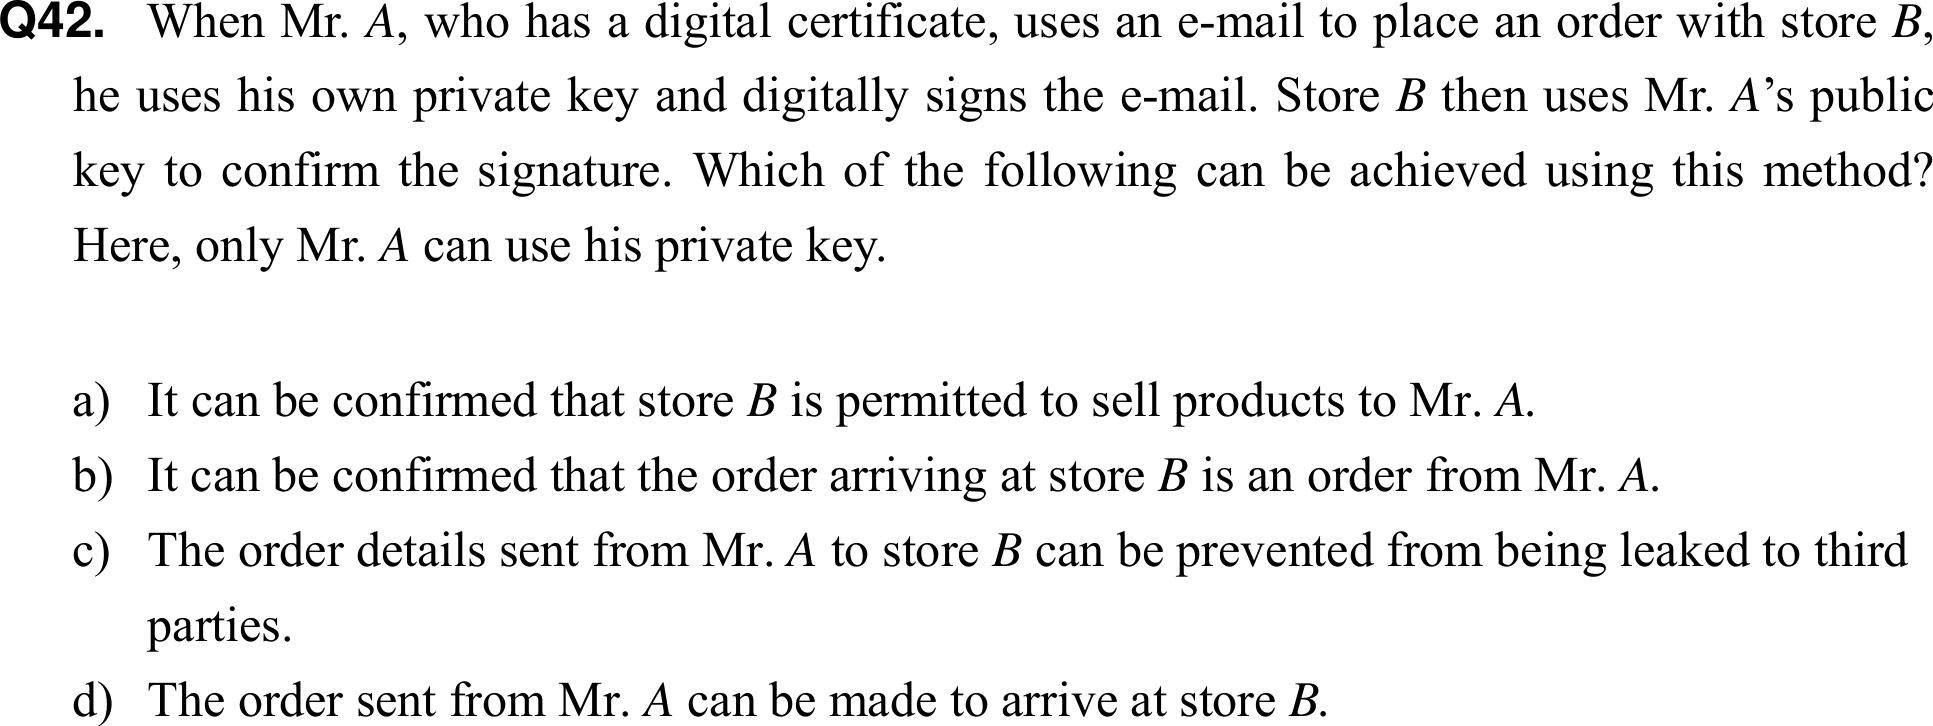 Q42. When Mr. A, who has a digital certificate, uses an e-mail to place an order with store B,
he uses his own private key and digitally signs the e-mail. Store B then uses Mr. A’s public
key to confirm the signature. Which of the following can be achieved using this method?
Here, only Mr. A can use his private key.
a) It can be confirmed that store B is permitted to sell products to Mr. A.
b) It can be confirmed that the order arriving at store B is an order from Mr. A.
c) The order details sent from Mr. A to store B can be prevented from being leaked to third
parties.
d) The order sent from Mr. A can be made to arrive at store B.